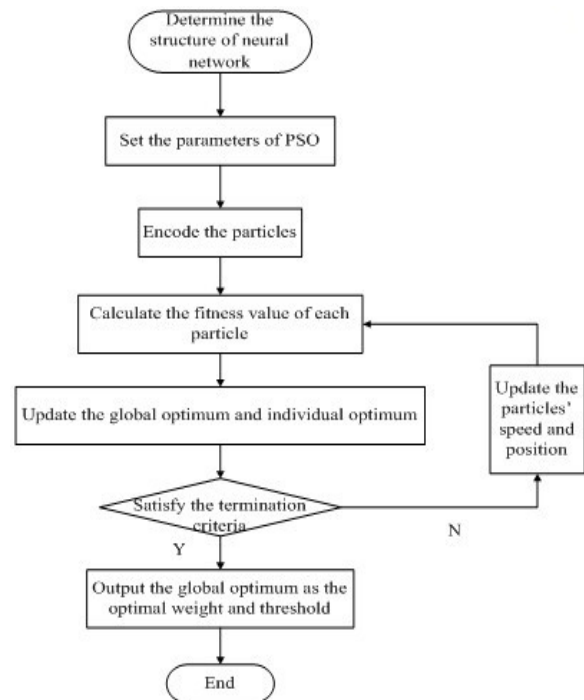 Determine the
structure of neural
network
Set the parameters of PSO
Encode the particles
Calculate the fitness value of each
particle
Update the global optimum and individual optimum
Update the
particles'
speed and
position
Satisfy the termination
criteria
N
Y
Output the global optimum as the
optimal weight and threshold
End